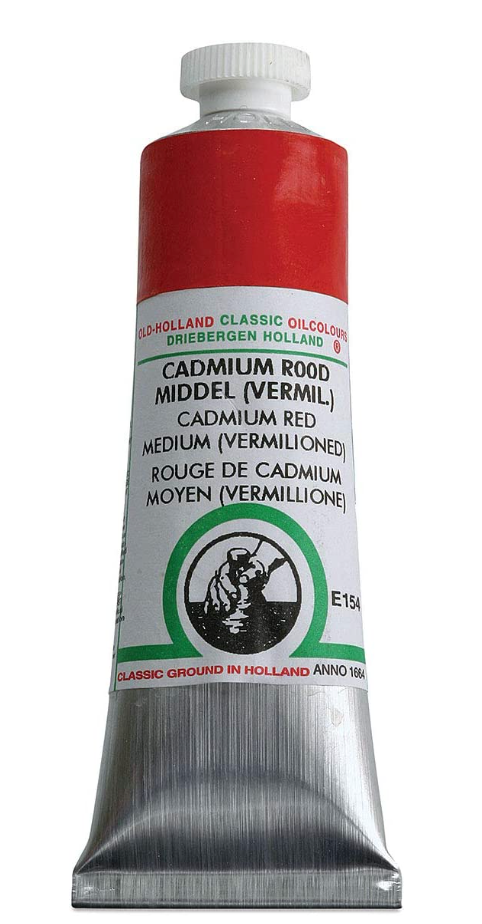 OLD-HOLLAND CLASSIC OILCOLOURS
DRIEBERGEN HOLLAND ®
CADMIUM ROOD
MIDDEL (VERMIL.)
CADMIUM RED
MEDIUM (VERMILIONED)
ROUGE DE CADMIUM
MOYEN (VERMILLIONE)
E154
CLASSIC GROUND IN HOLLAND ANNO 1664